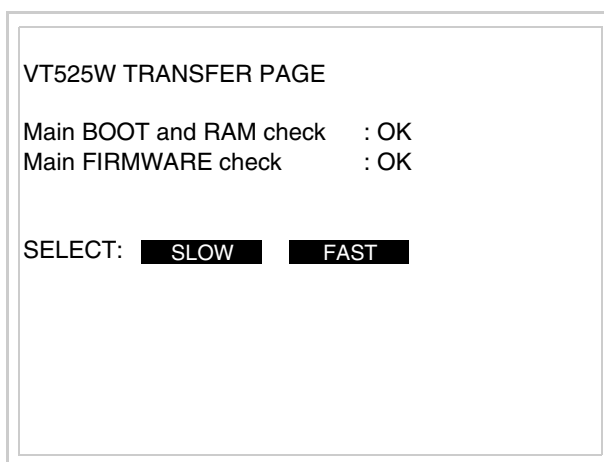 VT525W TRANSFER PAGE
Main BOOT and RAM check : OK
Main FIRMWARE check : OK
SELECT: SLOW FAST